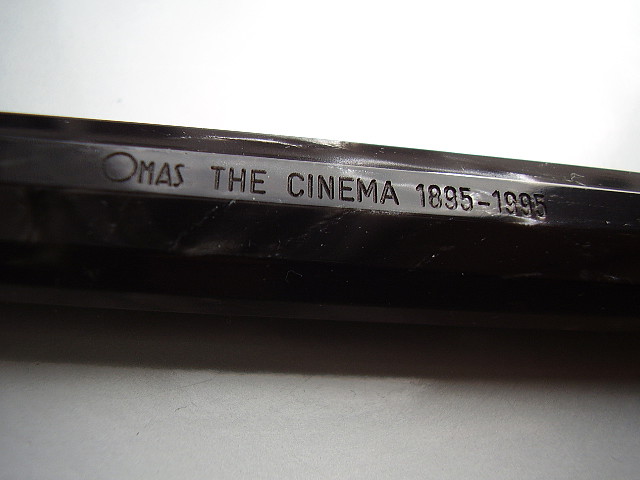 OMAS THE CINEMA 1895-1995